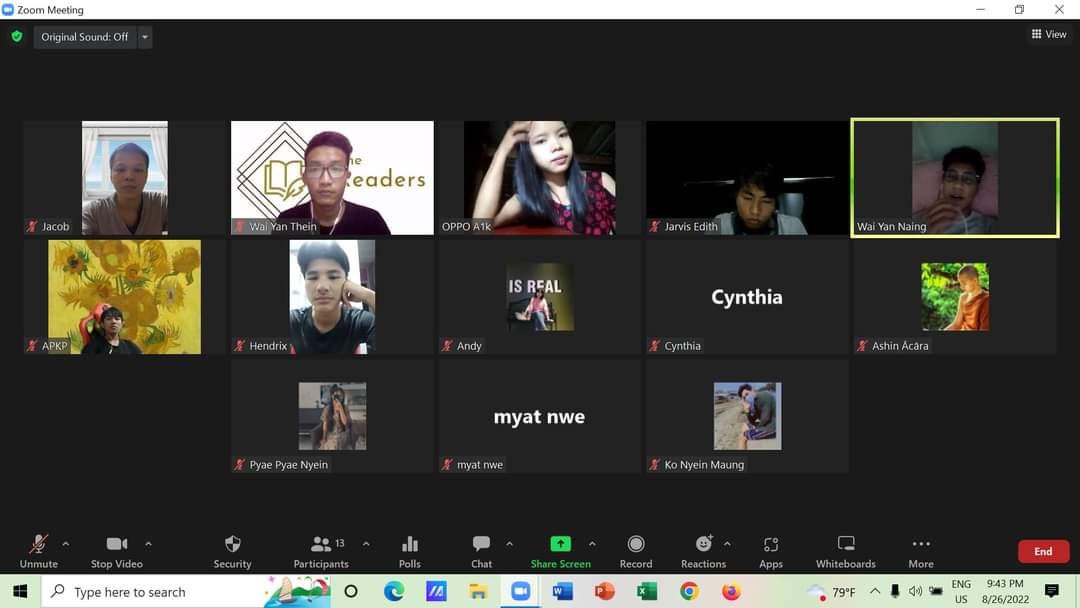 Zoom Meeting
Original Sound: Off
View
Jacob
The
Readers
Wai Yan Thein
OPPO A1k
Jarvis Edith
Wai Yan Naing
APKP
Hendrix
IS REAL
Andy
Cynthia
Cynthia
Ashin Ācāra
Pyae Pyae Nyein
myat nwe
myat nwe
Ko Nyein Maung
Unmute
Stop Video
Security
13
Participants
Polls
Chat
Share Screen
Record
Reactions
Apps
Whiteboards
More
End
Type here to search
79°F
ENG
US
9:43 PM
8/26/2022